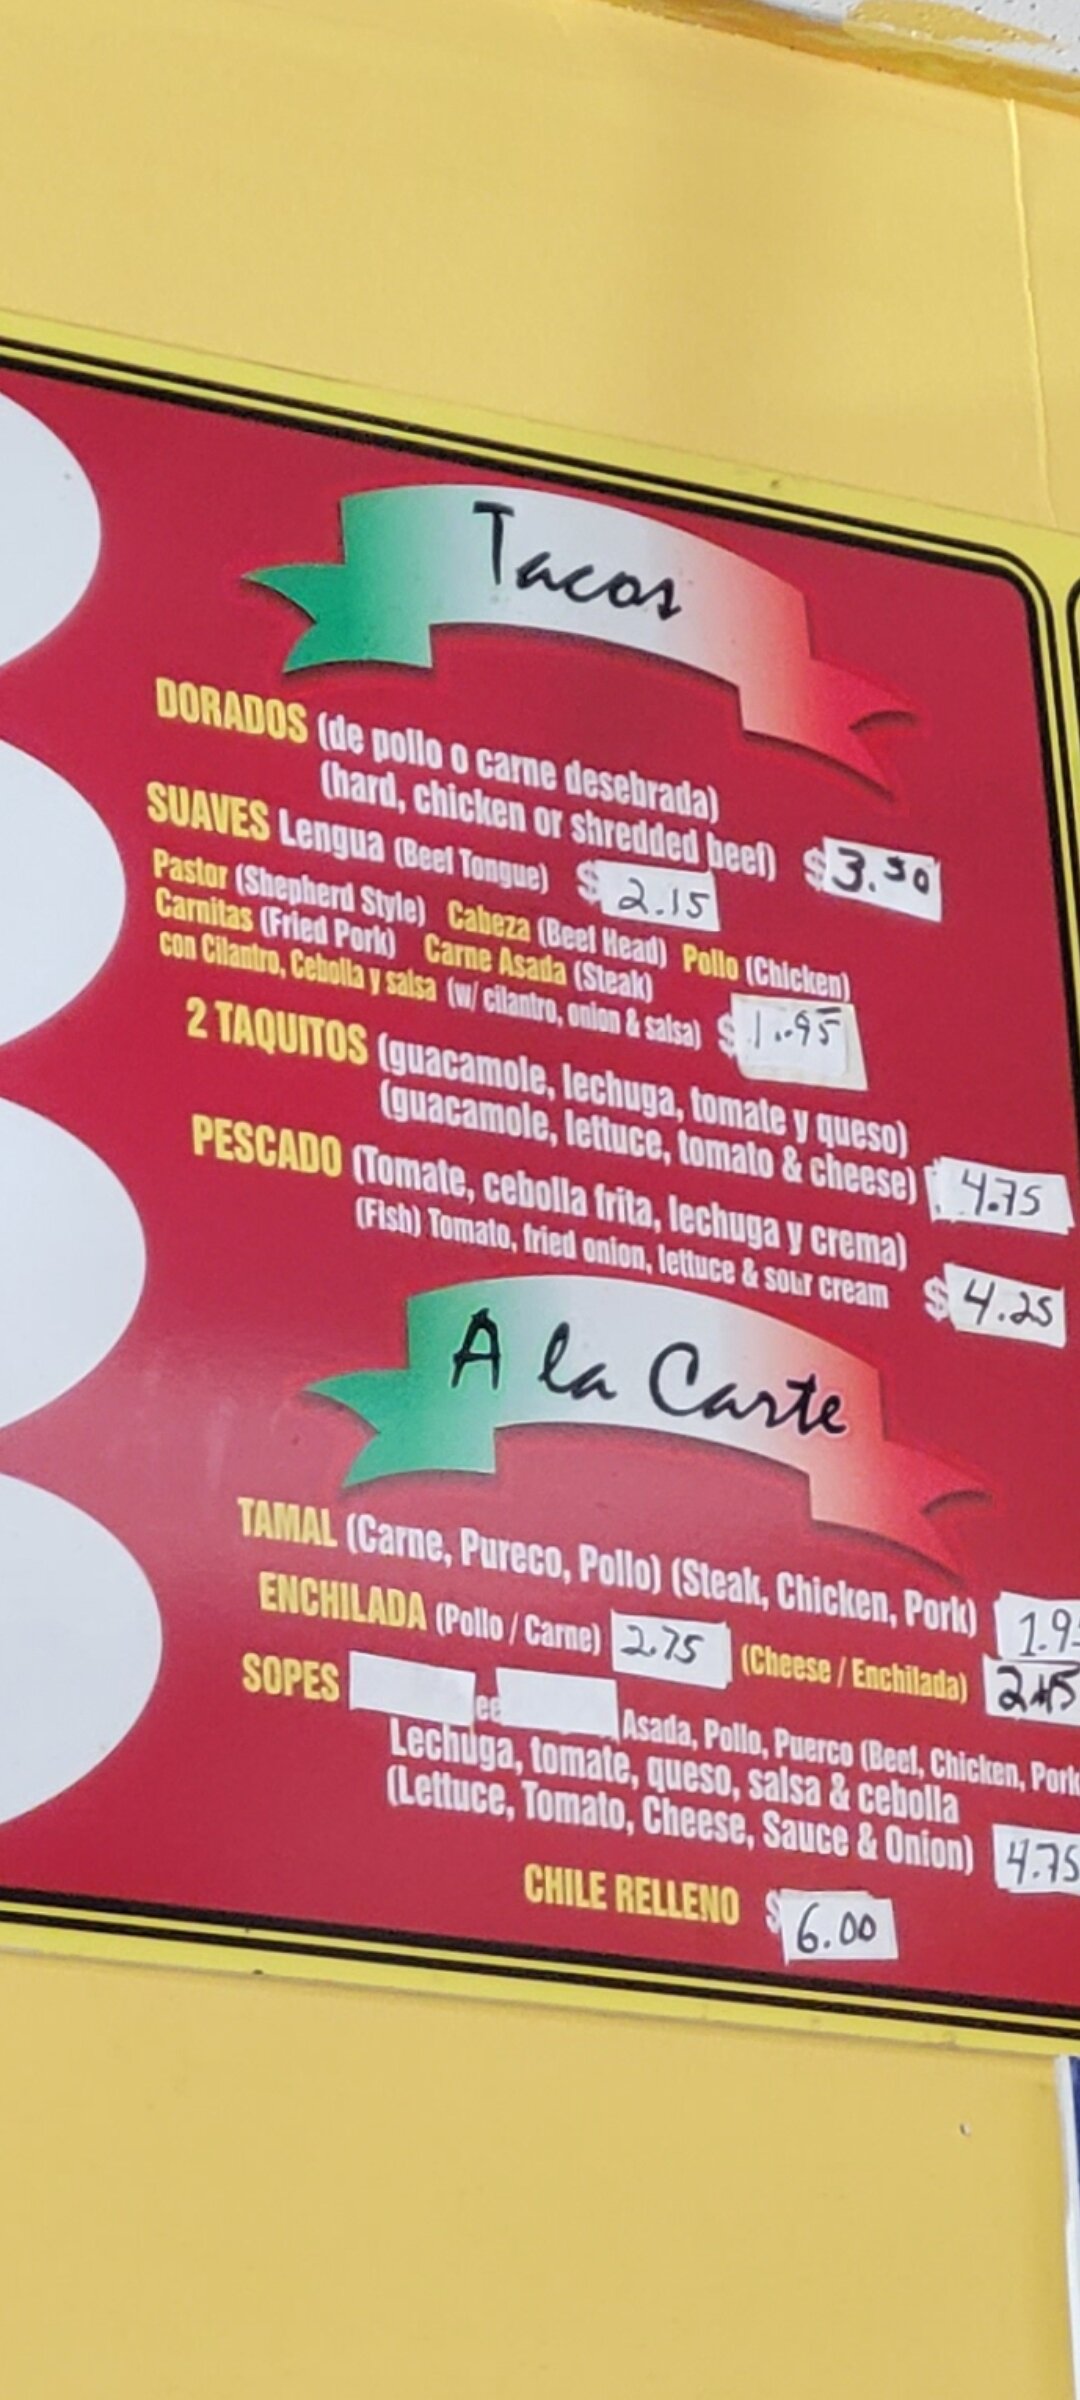 Tacos
DORADOS (de pollo o carne desebrada)
(hard, chicken or shredded beef) $3.50
SUAVES Lengua (Beef Tongue) $2.15
Pastor (Shepherd Style) Cabeza (Beef Head) Pollo (Chicken)
Carnitas (Fried Pork) Carne Asada (Steak)
con Cilantro, Cebolla y salsa (w/ cilantro, onion & salsa) $1.95
2 TAQUITOS (guacamole, lechuga, tomate y queso)
(guacamole, lettuce, tomato & cheese) 4.75
PESCADO (Tomate, cebolla frita, lechuga y crema)
(Fish) Tomato, fried onion, lettuce & sour cream $4.25
A la Carte
TAMAL (Carne, Pureco, Pollo) (Steak, Chicken, Pork) 1.9
ENCHILADA (Pollo / Carne) 2.75 (Cheese / Enchilada)
SOPES ee Asada, Pollo, Puerco (Beef, Chicken, Pork
Lechuga, tomate, queso, salsa & cebolla
(Lettuce, Tomato, Cheese, Sauce & Onion) 4.75
CHILE RELLENO $6.00